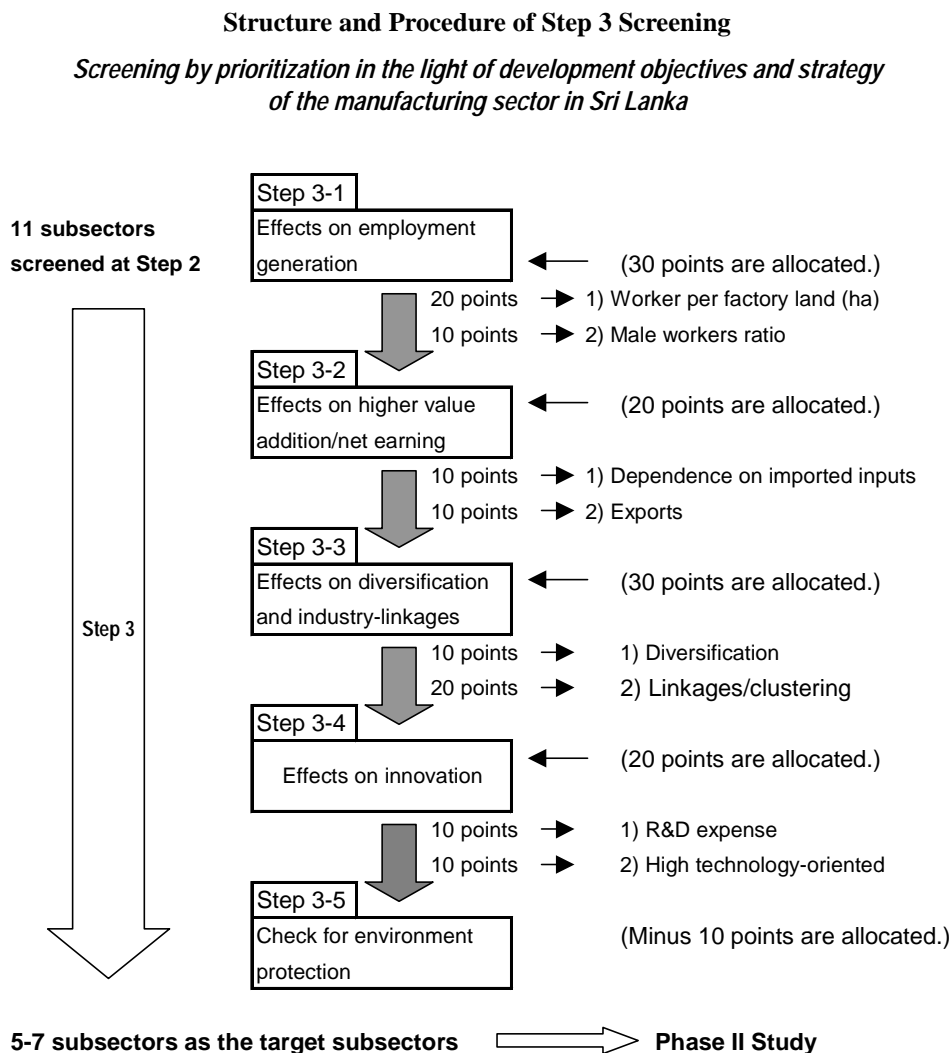 Structure and Procedure of Step 3 Screening
Screening by prioritization in the light of development objectives and strategy
of the manufacturing sector in Sri Lanka
Step 3-1
11 subsectors
screened at Step 2
Effects on employment
generation
(30 points are allocated.)
20 points
1) Worker per factory land (ha)
10 points
2) Male workers ratio
Step 3-2
Effects on higher value
addition/net earning
(20 points are allocated.)
10 points
1) Dependence on imported inputs
10 points
2) Exports
Step 3-3
Effects on diversification
and industry-linkages
(30 points are allocated.)
Step 3
10 points
1) Diversification
20 points
2) Linkages/clustering
Step 3-4
Effects on innovation
(20 points are allocated.)
10 points
1) R&D expense
10 points
2) High technology-oriented
Step 3-5
Check for environment
protection
(Minus 10 points are allocated.)
5-7 subsectors as the target subsectors
Phase II Study